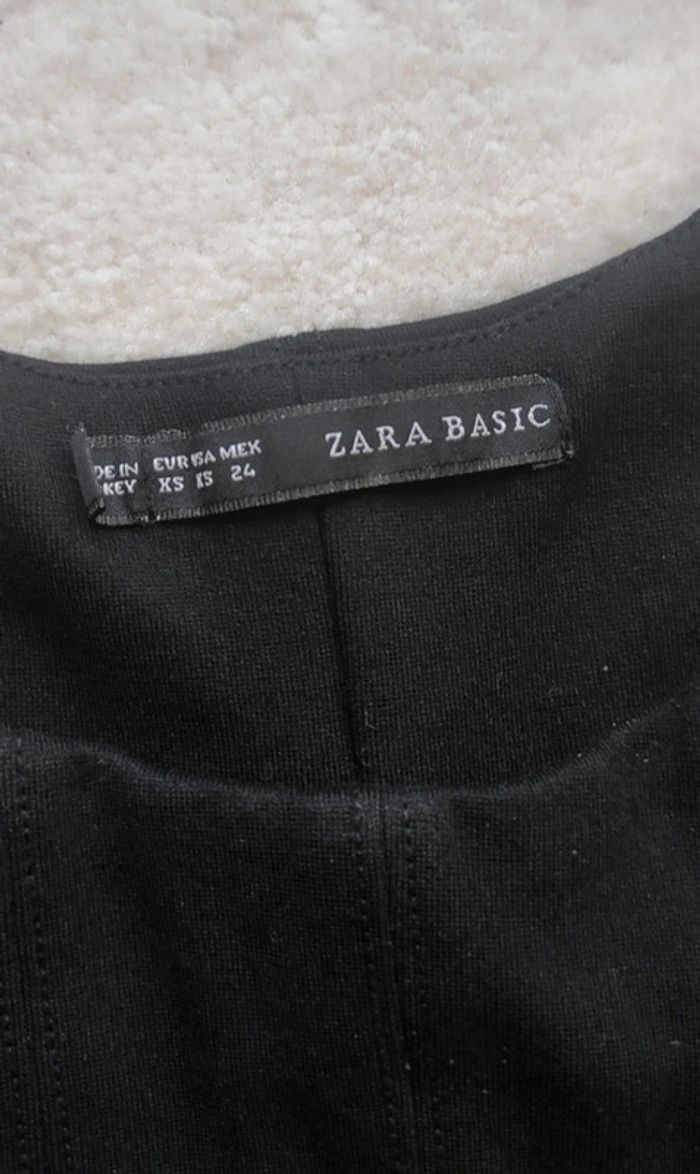 ZARA BASIC
DE IN EUR USA MEX
KEY XS XS 24